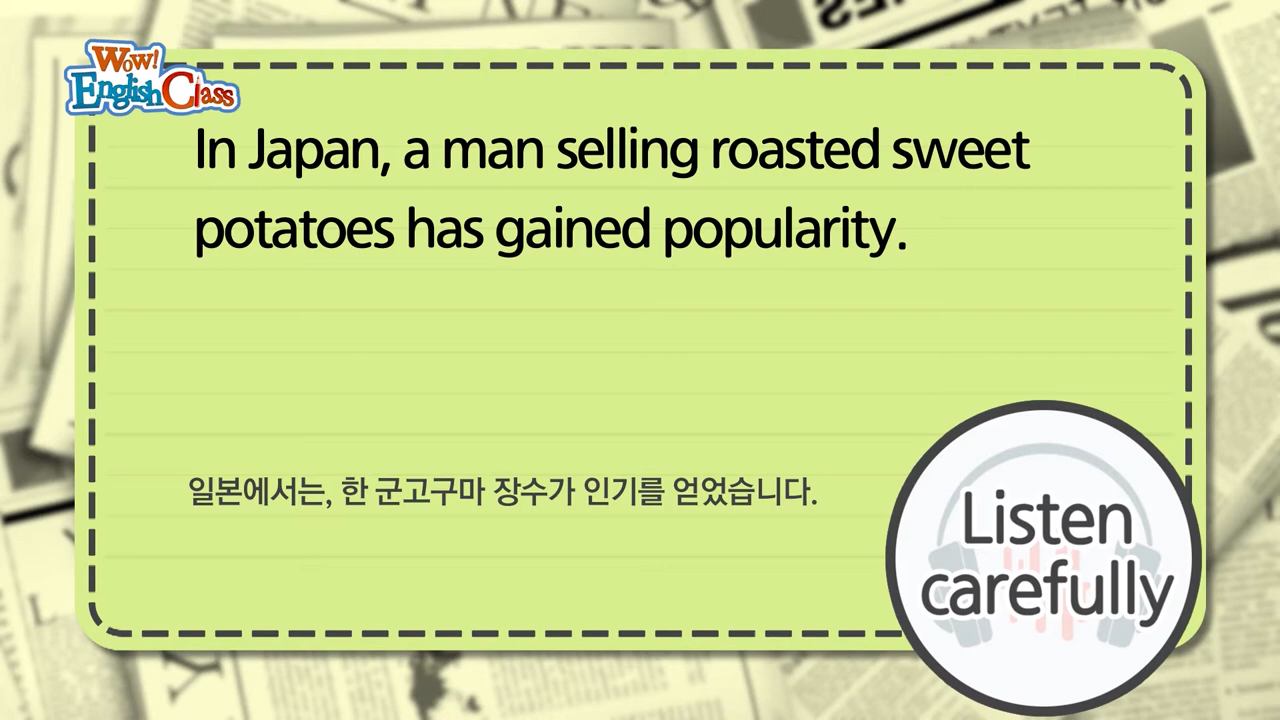 Wow!
English Class
In Japan, a man selling roasted sweet
potatoes has gained popularity.
일본에서는, 한 군고구마 장수가 인기를 얻었습니다.
Listen
carefully